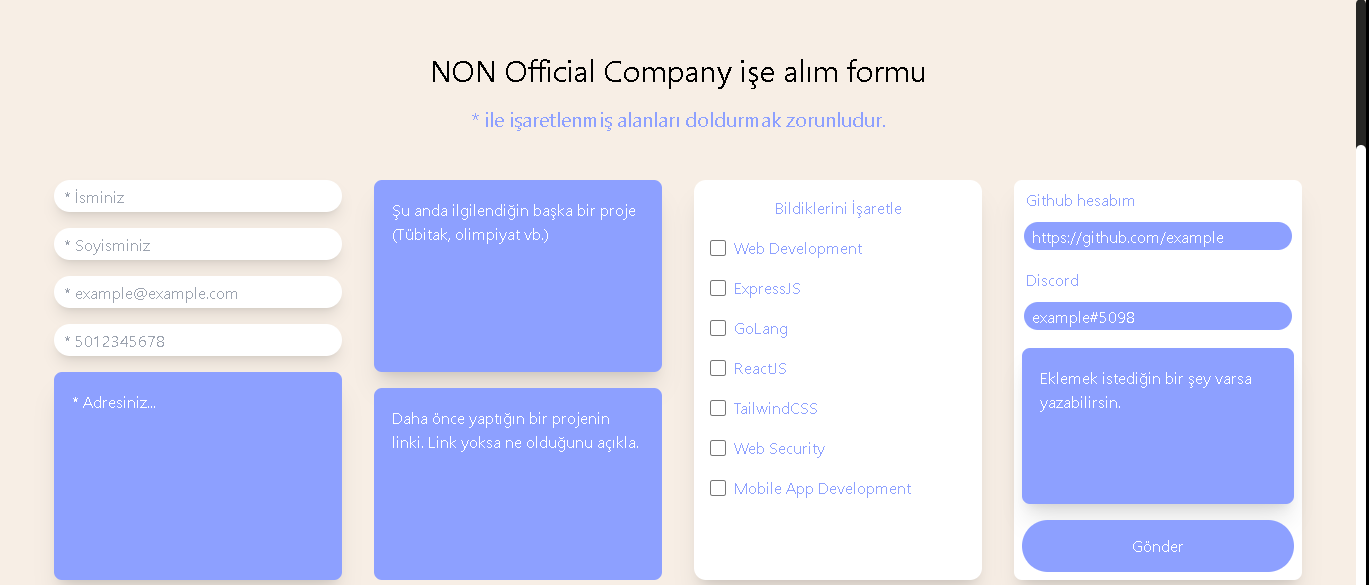 NON Official Company işe alım formu
* ile işaretlenmiş alanları doldurmak zorunludur.
* İsminiz
* Soyisminiz
* example@example.com
* 5012345678
* Adresiniz...
Şu anda ilgilendiğin başka bir proje
(Tübitak, olimpiyat vb.)
Daha önce yaptığın bir projenin
linki. Link yoksa ne olduğunu açıkla.
Bildiklerini İşaretle
Web Development
ExpressJS
GoLang
ReactJS
TailwindCSS
Web Security
Mobile App Development
Github hesabım
https://github.com/example
Discord
example#5098
Eklemek istediğin bir şey varsa
yazabilirsin.
Gönder